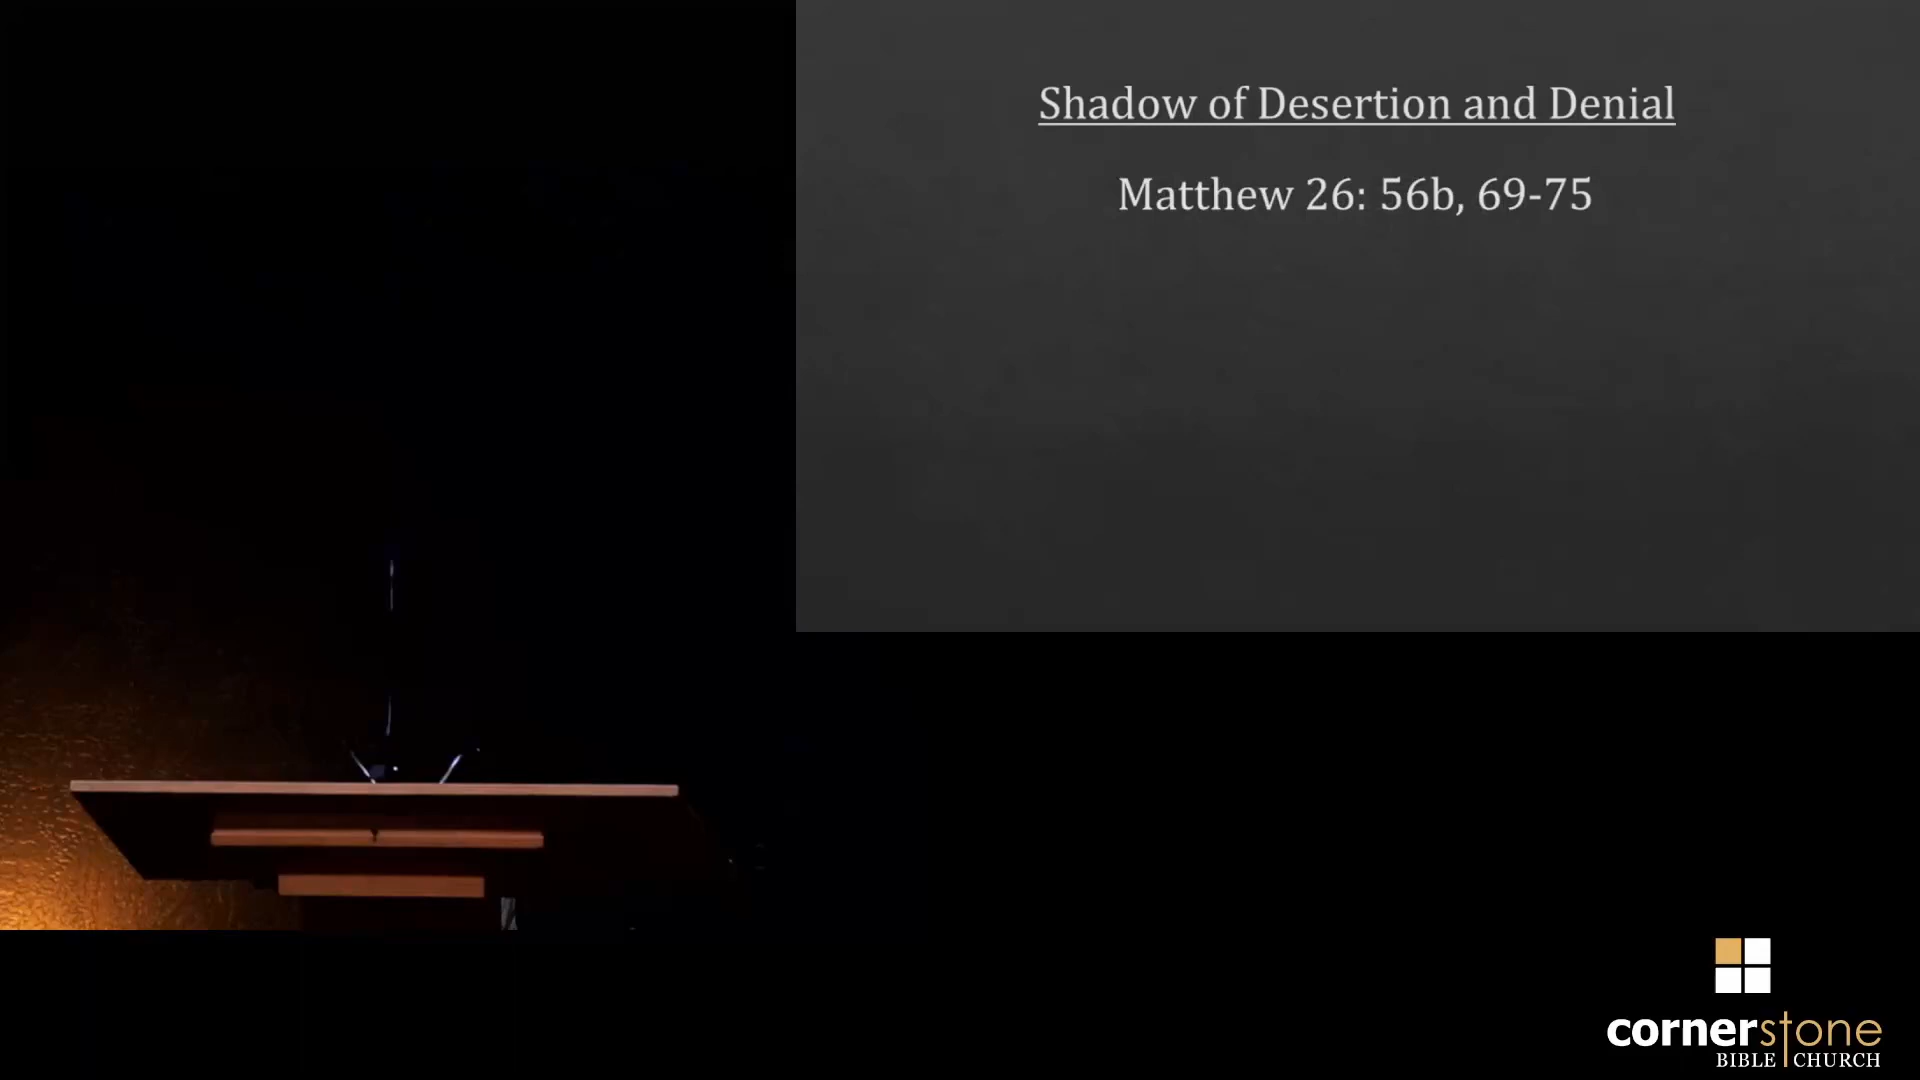 Shadow of Desertion and Denial
Matthew 26: 56b, 69-75
cornerstone
BIBLE CHURCH